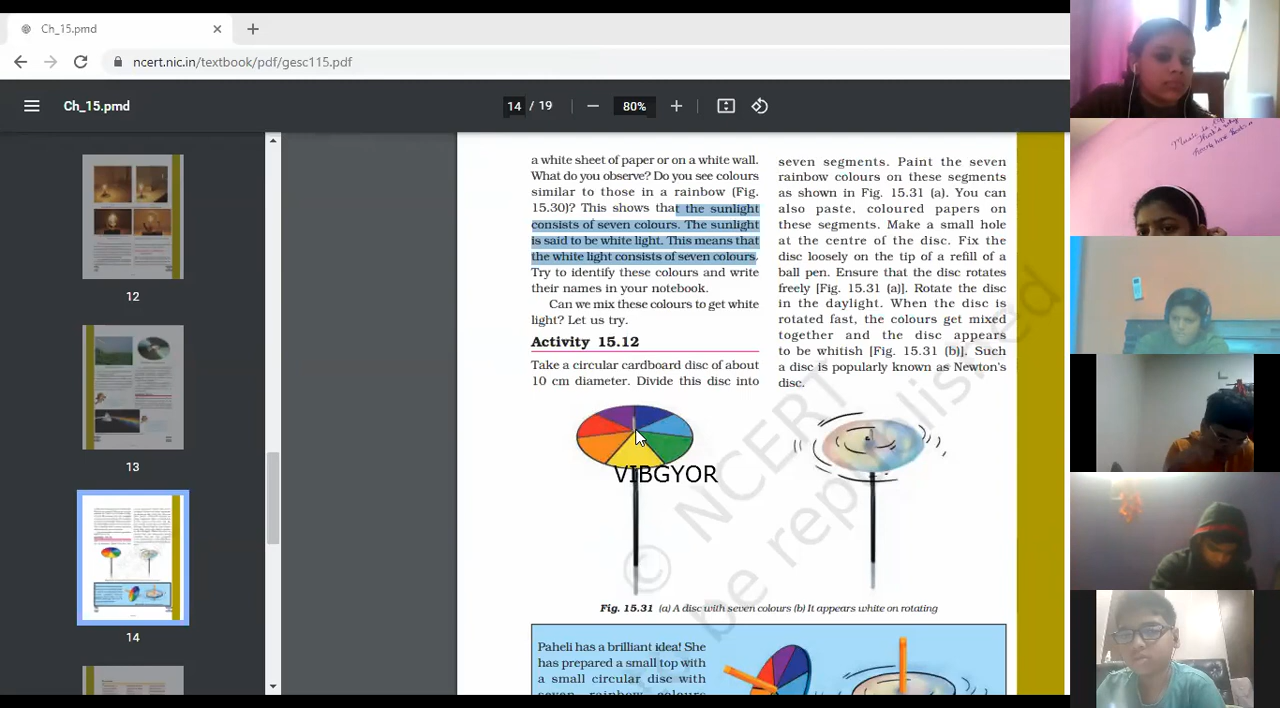 Ch_15.pmd
ncert.nic.in/textbook/pdf/gesc115.pdf
Ch_15.pmd
14 / 19
80%
12
13
14
a white sheet of paper or on a white wall.
What do you observe? Do you see colours
similar to those in a rainbow (Fig.
15.30)? This shows that the sunlight
consists of seven colours. The sunlight
is said to be white light. This means that
the white light consists of seven colours.
Try to identify these colours and write
their names in your notebook.
Can we mix these colours to get white
light? Let us try.
Activity 15.12
Take a circular cardboard disc of about
10 cm diameter. Divide this disc into
seven segments. Paint the seven
rainbow colours on these segments
as shown in Fig. 15.31 (a). You can
also paste, coloured papers on
these segments. Make a small hole
at the centre of the disc. Fix the
disc loosely on the tip of a refill of a
ball pen. Ensure that the disc rotates
freely [Fig. 15.31 (a)]. Rotate the disc
in the daylight. When the disc is
rotated fast, the colours get mixed
together and the disc appears
to be whitish [Fig. 15.31 (b)]. Such
a disc is popularly known as Newton's
disc.
VIBGYOR
© NCERT
be republished
Fig. 15.31 (a) A disc with seven colours (b) It appears white on rotating
Paheli has a brilliant idea! She
has prepared a small top with
a small circular disc with
seven rainbow colours